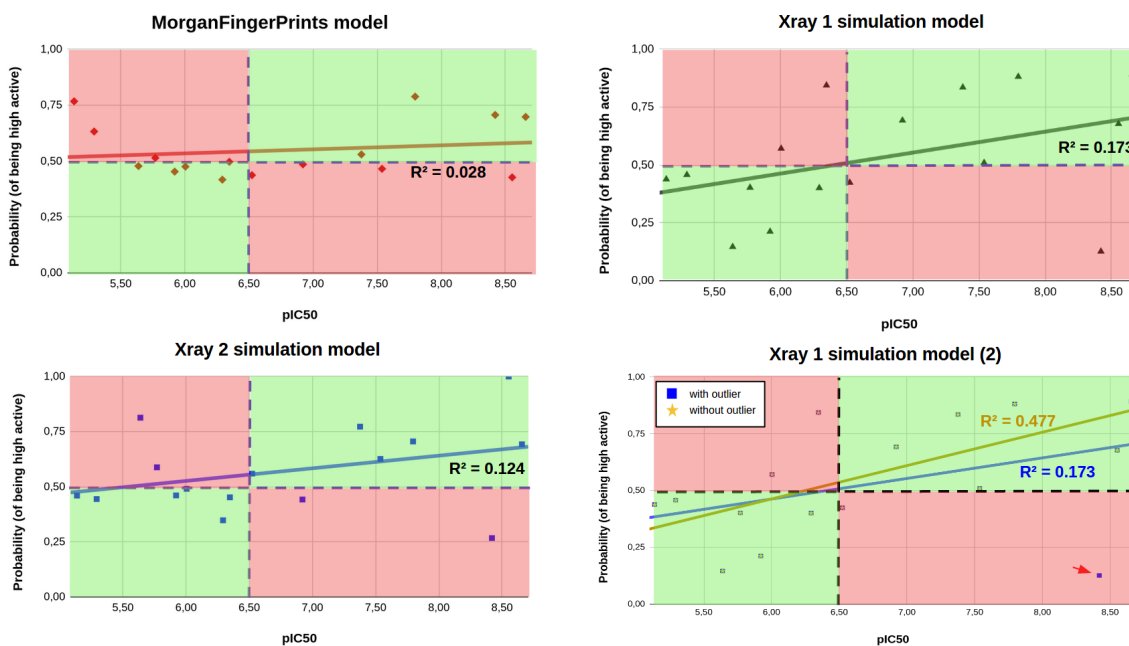 MorganFingerPrints model
Probability (of being high active)
1,00
0,75
0,50
0,25
0,00
R² = 0.028
5,50 6,00 6,50 7,00 7,50 8,00 8,50
pIC50
Xray 1 simulation model
Probability (of being high active)
1,00
0,75
0,50
0,25
0,00
R² = 0.173
5,50 6,00 6,50 7,00 7,50 8,00 8,50
pIC50
Xray 2 simulation model
Probability (of being high active)
1,00
0,75
0,50
0,25
0,00
R² = 0.124
5,50 6,00 6,50 7,00 7,50 8,00 8,50
pIC50
Xray 1 simulation model (2)
Probability (of being high active)
1,00
0,75
0,50
0,25
0,00
with outlier
without outlier
R² = 0.477
R² = 0.173
5,50 6,00 6,50 7,00 7,50 8,00 8,50
pIC50